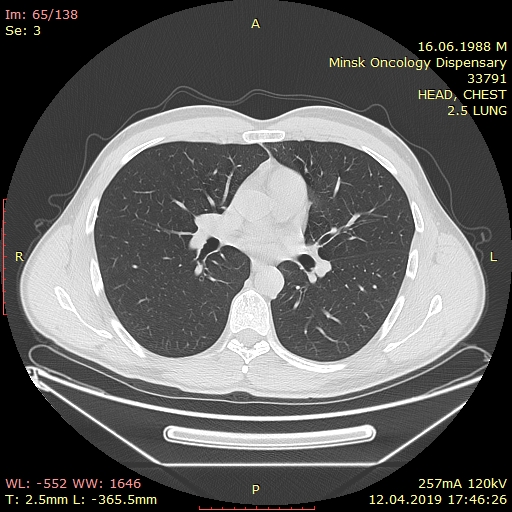 Im: 65/138
Se: 3
A
16.06.1988 M
Minsk Oncology Dispensary
33791
HEAD, CHEST
2.5 LUNG
R
L
WL: -552 WW: 1646
T: 2.5mm L: -365.5mm
P
257mA 120kV
12.04.2019 17:46:26